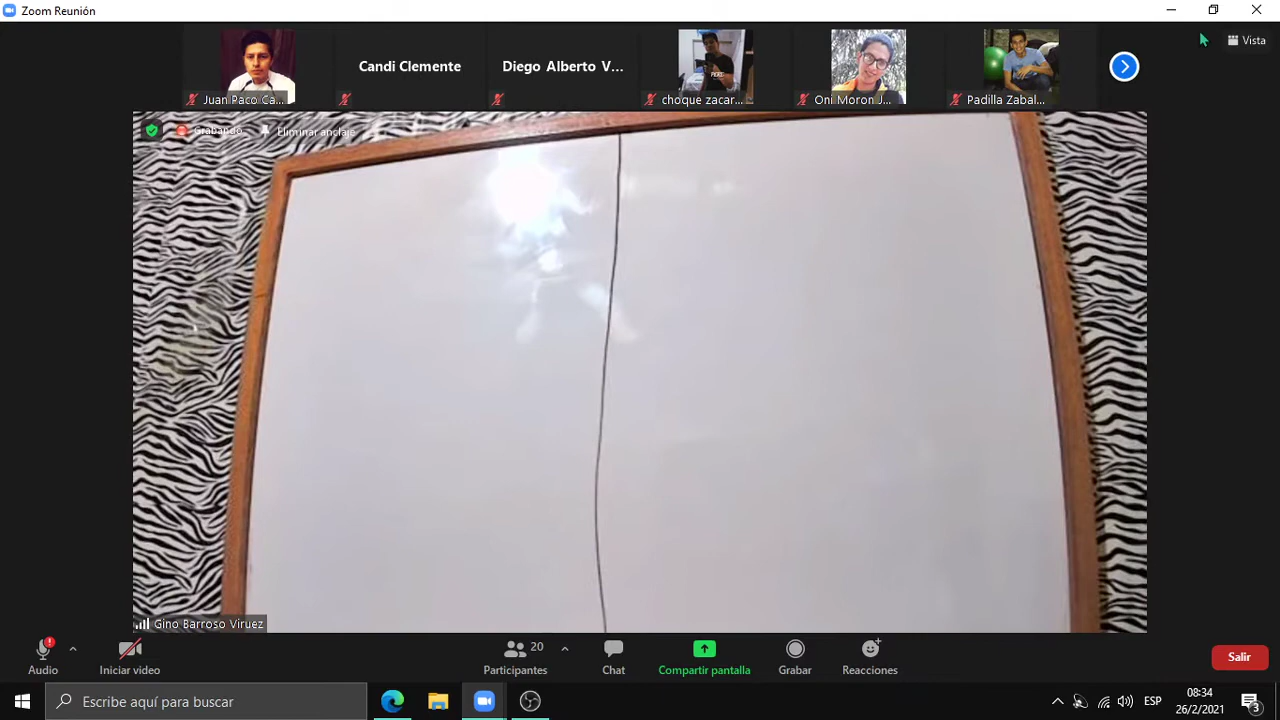 Zoom Reunión
Vista
Juan Paco Ca...
Candi Clemente
Diego Alberto V...
choque zacar...
Oni Moron J...
Padilla Zabal...
Grabando
Eliminar anclaje
Gino Barroso Viruez
Audio
Iniciar video
Participantes
20
Chat
Compartir pantalla
Grabar
Reacciones
Salir
Escribe aquí para buscar
ESP
08:34
26/2/2021
3